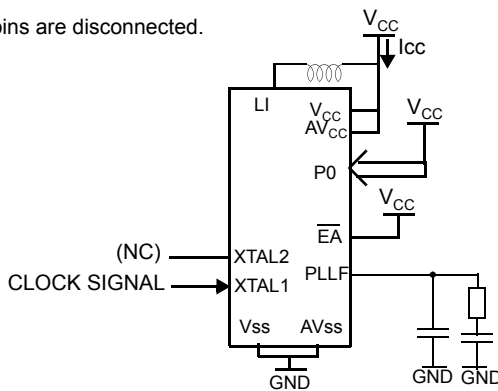 pins are disconnected.
VCC
Icc
LI
VCC
AVCC
VCC
P0
VCC
EA
(NC)
XTAL2
PLLF
CLOCK SIGNAL
XTAL1
Vss
AVss
GND
GND
GND